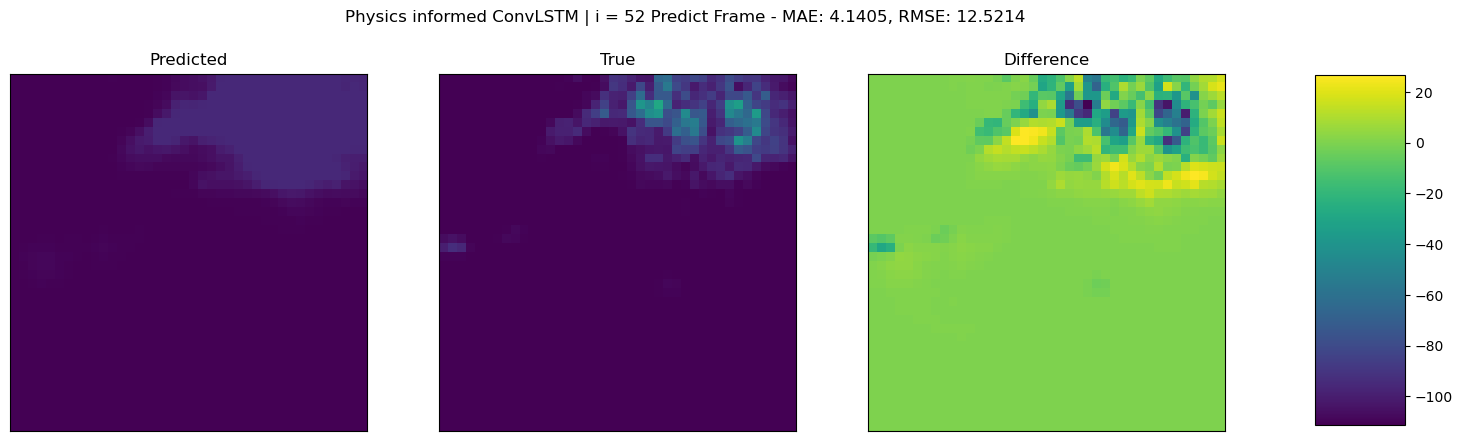 Physics informed ConvLSTM | i = 52 Predict Frame - MAE: 4.1405, RMSE: 12.5214
Predicted
True
Difference
20
0
−20
−40
−60
−80
−100